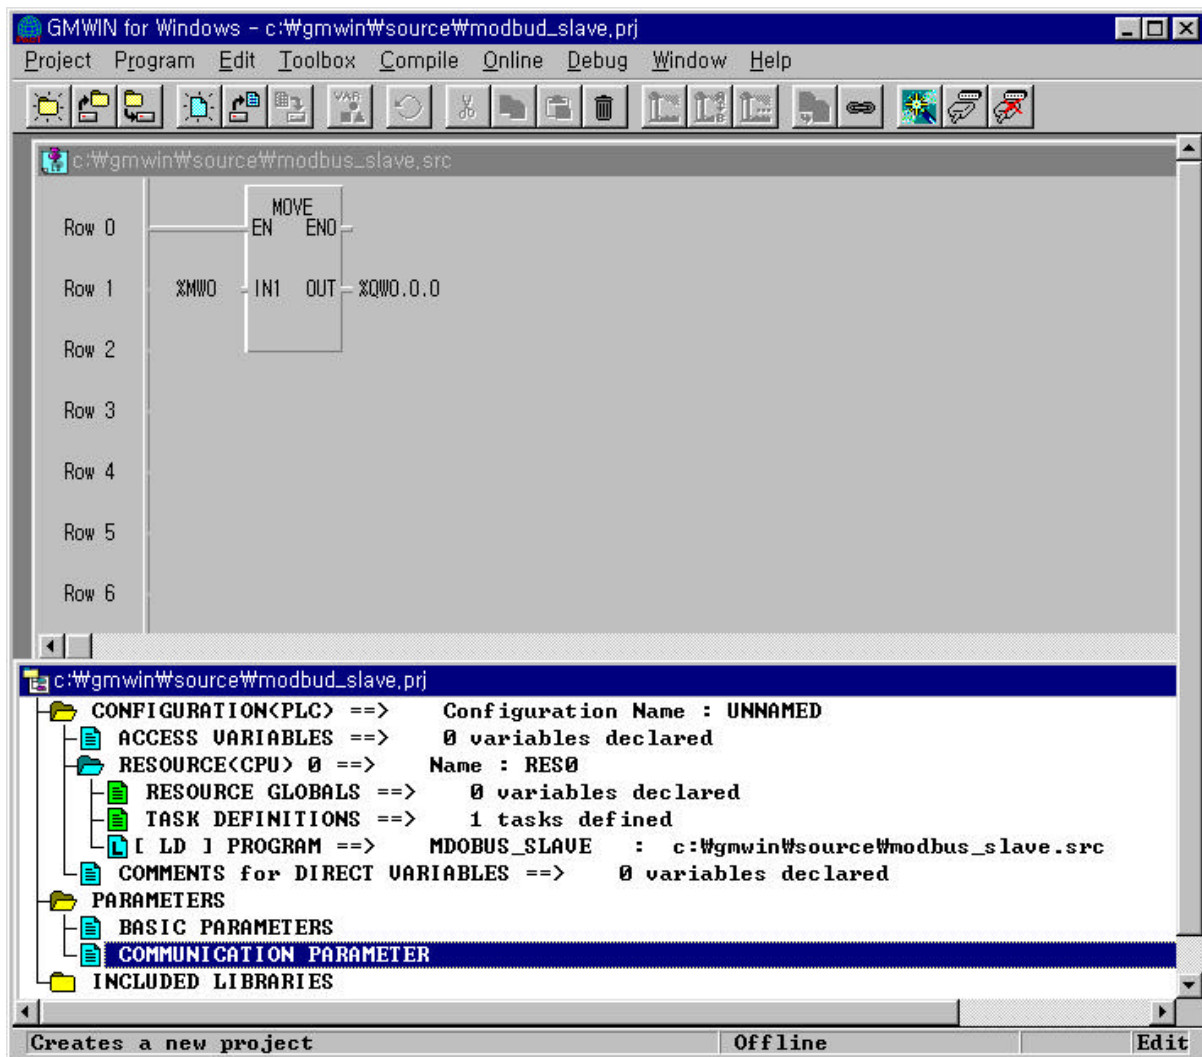 GMWIN for Windows - c:₩gmwin₩source₩modbud_slave,prj
Project Program Edit Toolbox Compile Online Debug Window Help
VAR
c:₩gmwin₩source₩modbus_slave,src
MOVE
Row 0 EN ENO
Row 1 %MW0 IN1 OUT %QW0.0.0
Row 2
Row 3
Row 4
Row 5
Row 6
c:₩gmwin₩source₩modbud_slave,prj
CONFIGURATION(PLC) ==> Configuration Name : UNNAMED
ACCESS VARIABLES ==> 0 variables declared
RESOURCE(CPU) 0 ==> Name : RES0
RESOURCE GLOBALS ==> 0 variables declared
TASK DEFINITIONS ==> 1 tasks defined
L [ LD ] PROGRAM ==> MDOBUS_SLAVE : c:₩gmwin₩source₩modbus_slave.src
COMMENTS for DIRECT VARIABLES ==> 0 variables declared
PARAMETERS
BASIC PARAMETERS
COMMUNICATION PARAMETER
INCLUDED LIBRARIES
Creates a new project Offline Edit